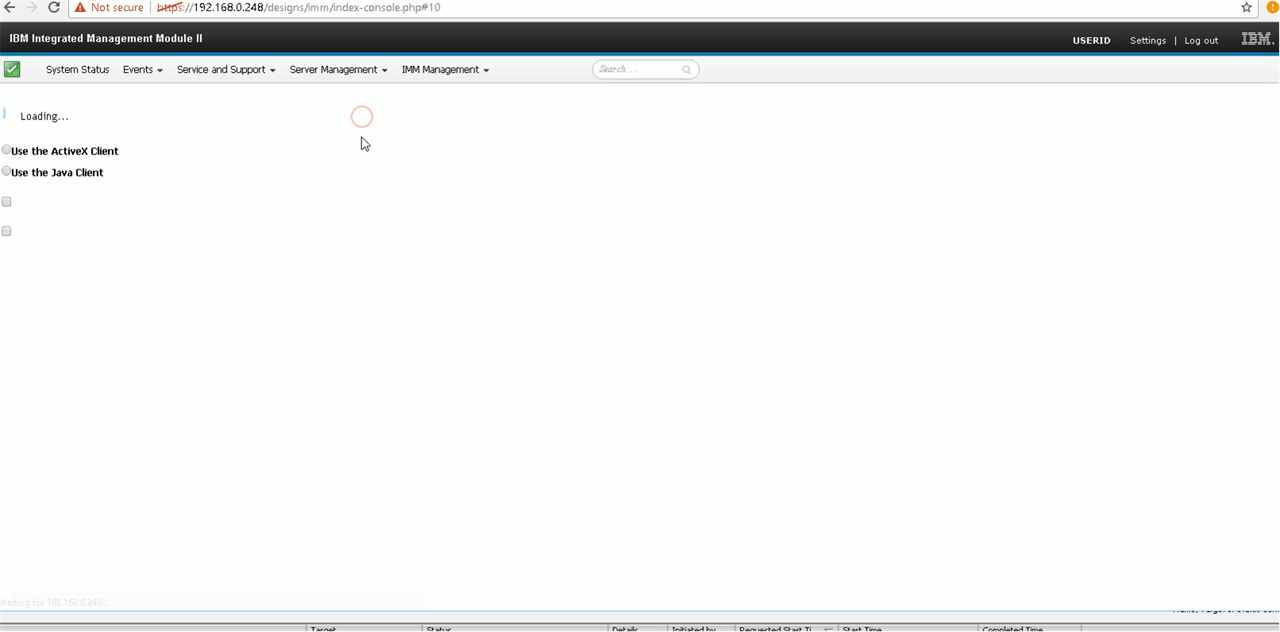 Not secure | https://192.168.0.248/designs/imm/index-console.php#10
IBM Integrated Management Module II
USERID Settings | Log out IBM.
System Status Events Service and Support Server Management IMM Management Search...
Loading...
Use the ActiveX Client
Use the Java Client
Waiting for 192.168.0.248...
Target Status Details Initiated by Requested Start Ti Start Time Completed Time